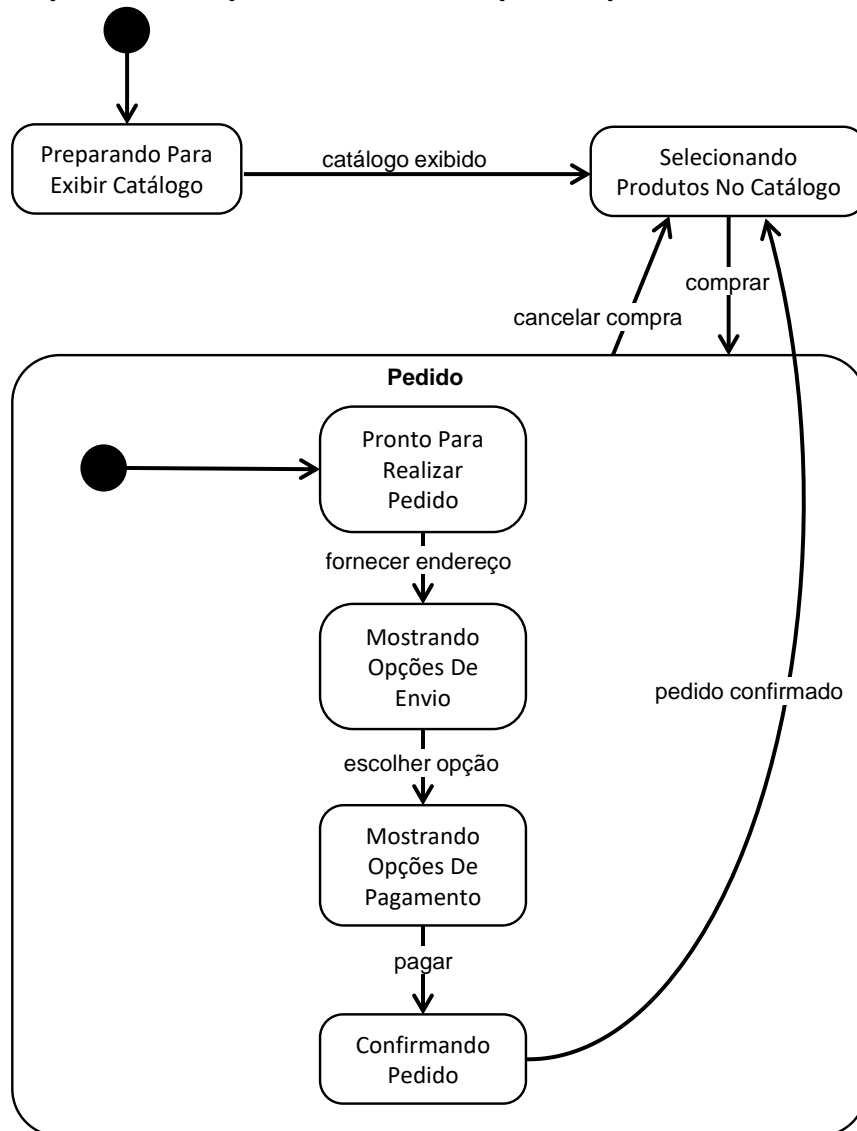 Preparando Para
Exibir Catálogo
catálogo exibido
Selecionando
Produtos No Catálogo
comprar
cancelar compra
Pedido
Pronto Para
Realizar
Pedido
fornecer endereço
Mostrando
Opções De
Envio
pedido confirmado
escolher opção
Mostrando
Opções De
Pagamento
pagar
Confirmando
Pedido